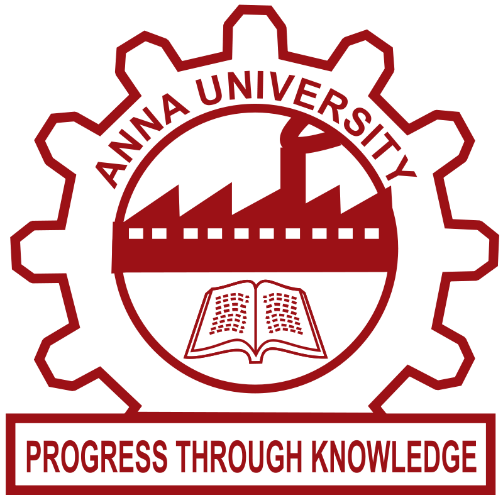 ANNA UNIVERSITY
PROGRESS THROUGH KNOWLEDGE